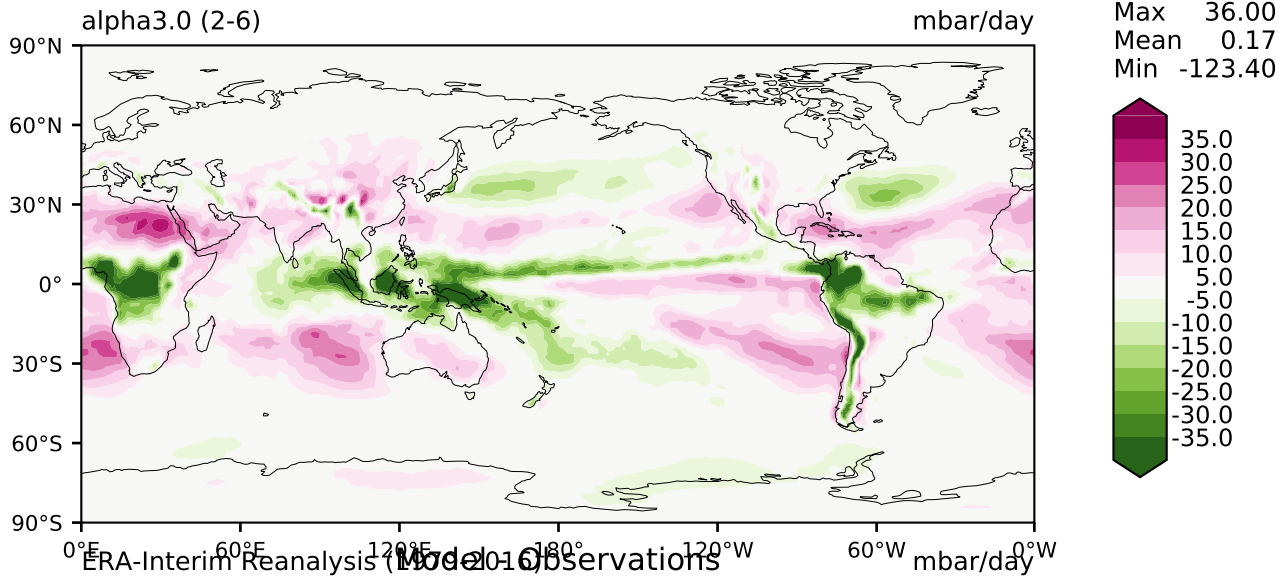 alpha3.0 (2-6) mbar/day
Max 36.00
Mean 0.17
Min -123.40
90°N
60°N
30°N
0°
30°S
60°S
90°S
35.0
30.0
25.0
20.0
15.0
10.0
5.0
-5.0
-10.0
-15.0
-20.0
-25.0
-30.0
-35.0
0°E 60°E 120°E 180° 120°W 60°W 0°W
ERA-Interim Reanalysis (1979-2016) Model - Observations mbar/day